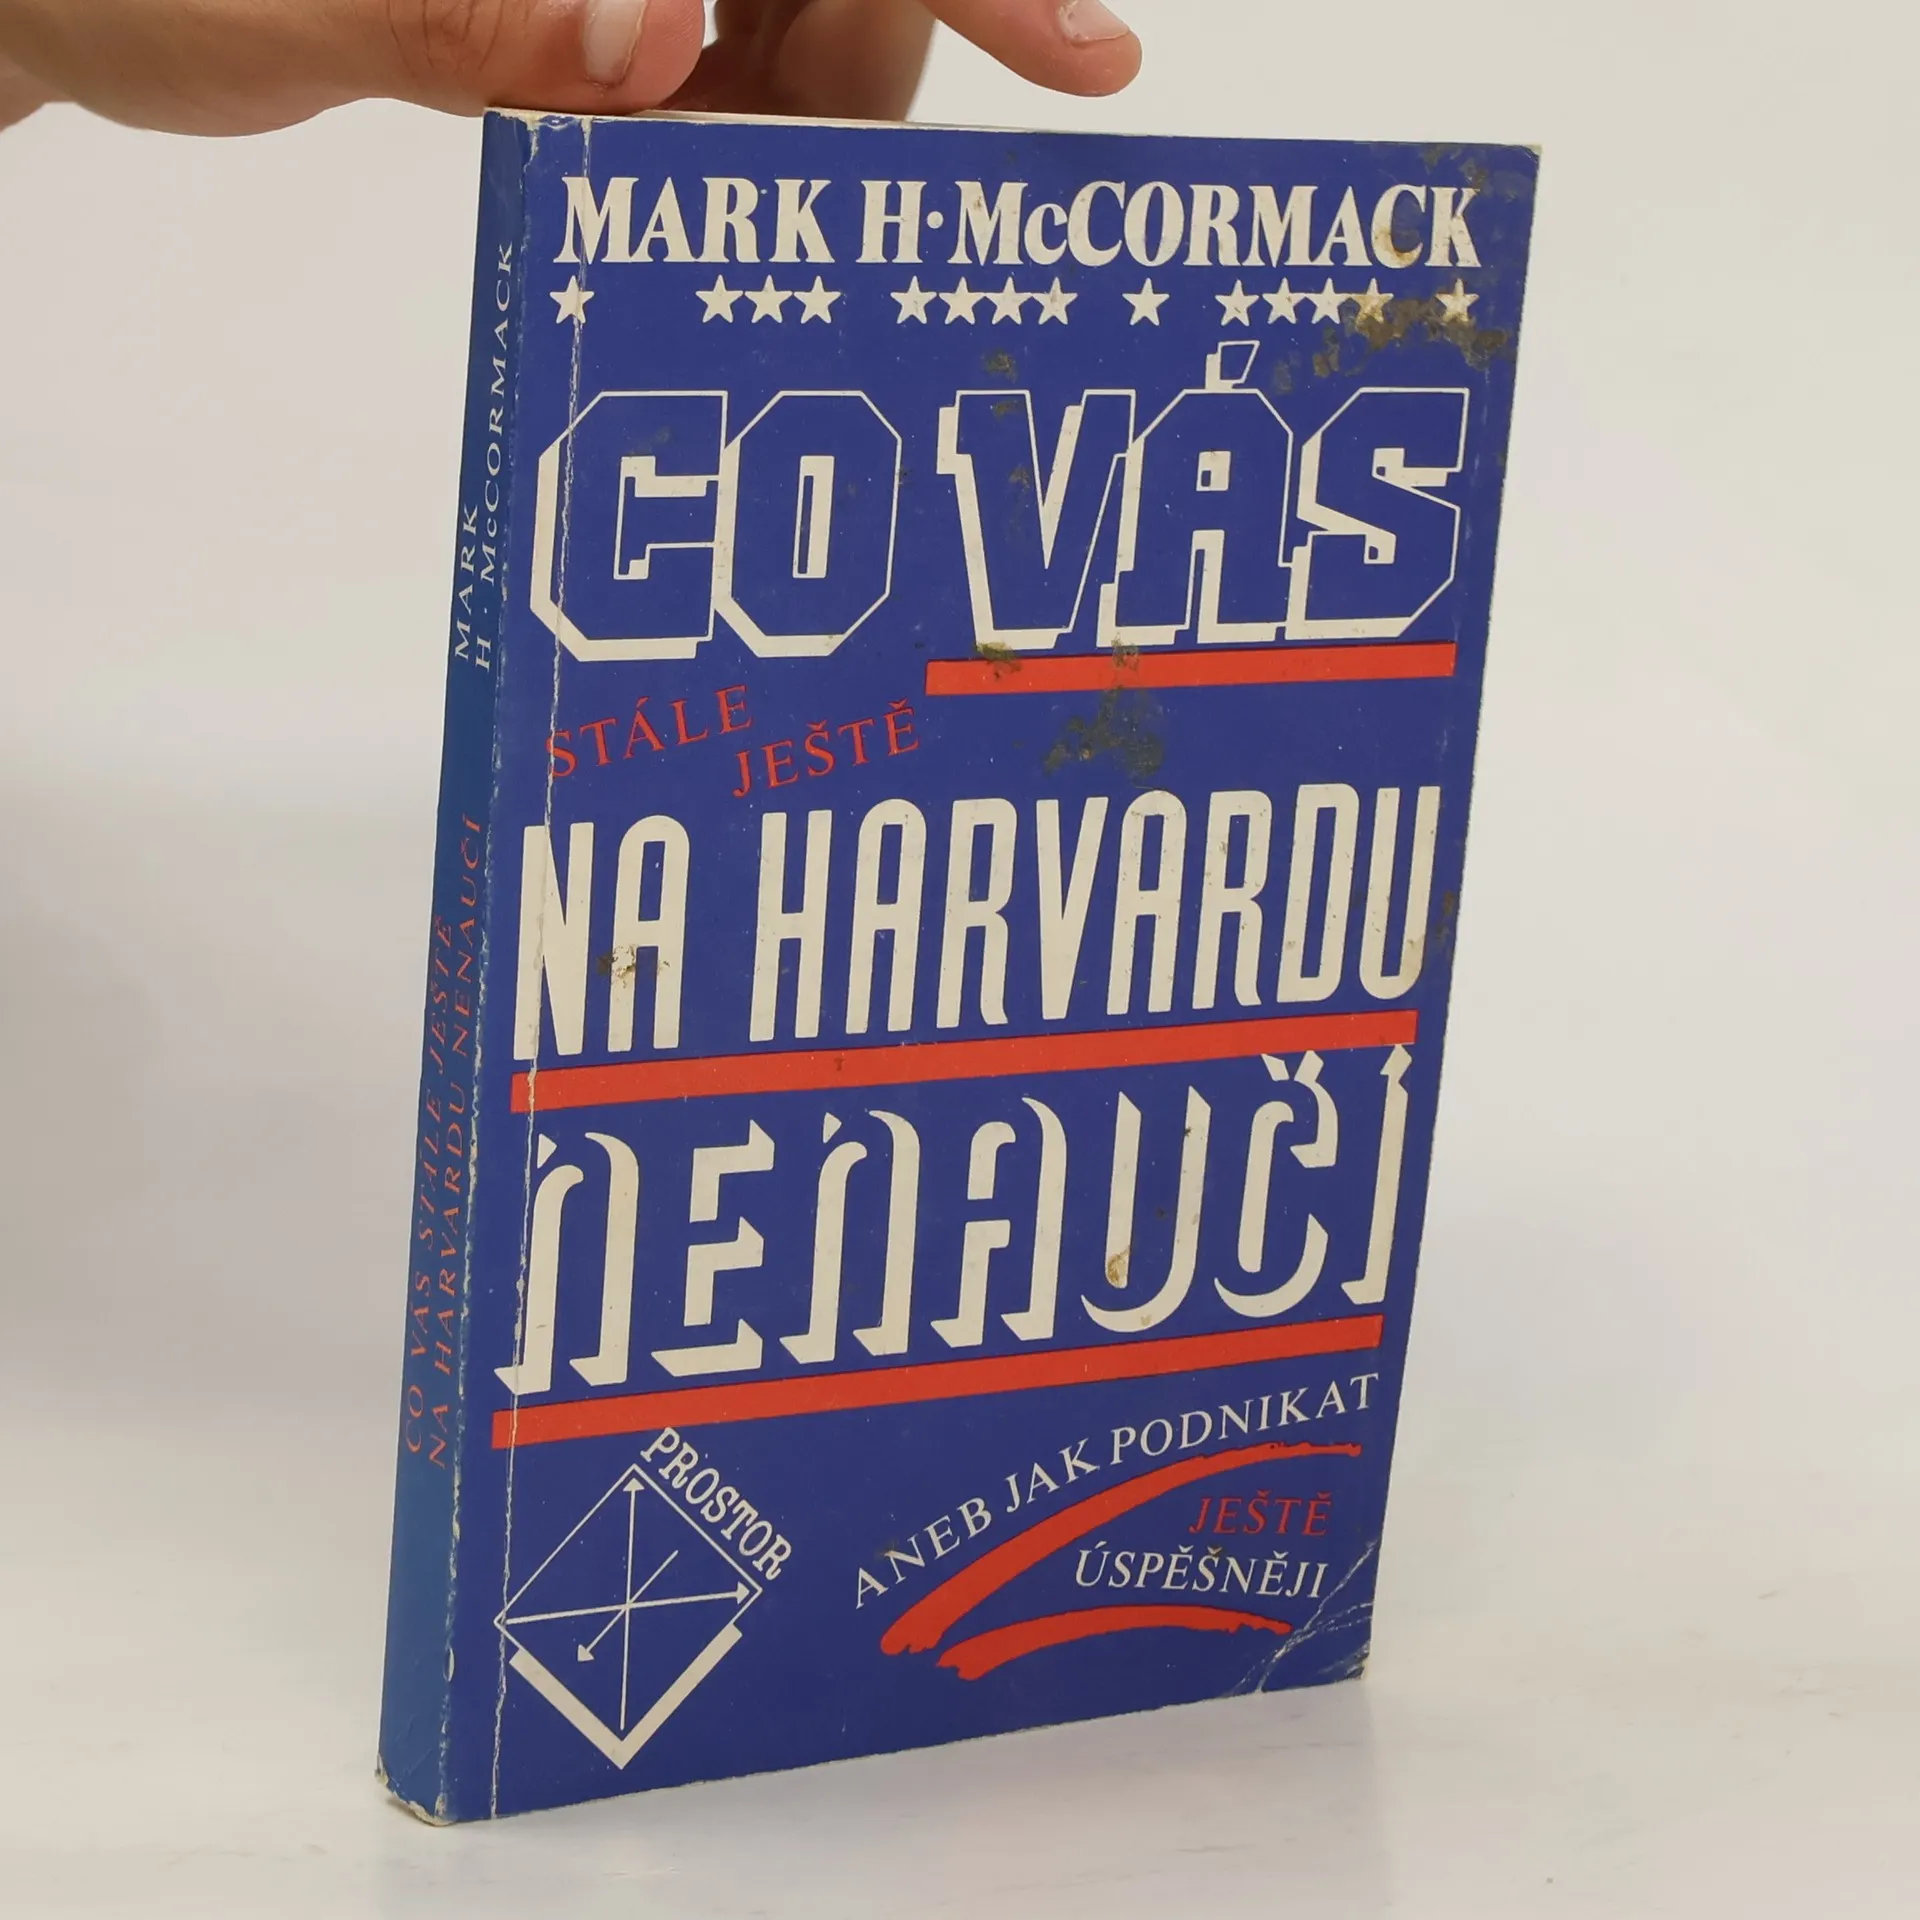 MARK H·McCORMACK
CO VÁS
STÁLE
JEŠTĚ
NA HARVARDU
NENAUČÍ
PROSTOR
ANEB JAK PODNIKAT
JEŠTĚ
ÚSPĚŠNĚJI
MARK
H·McCORMACK
CO VÁS STÁLE JEŠTĚ
NA HARVARDU NENAUČÍ